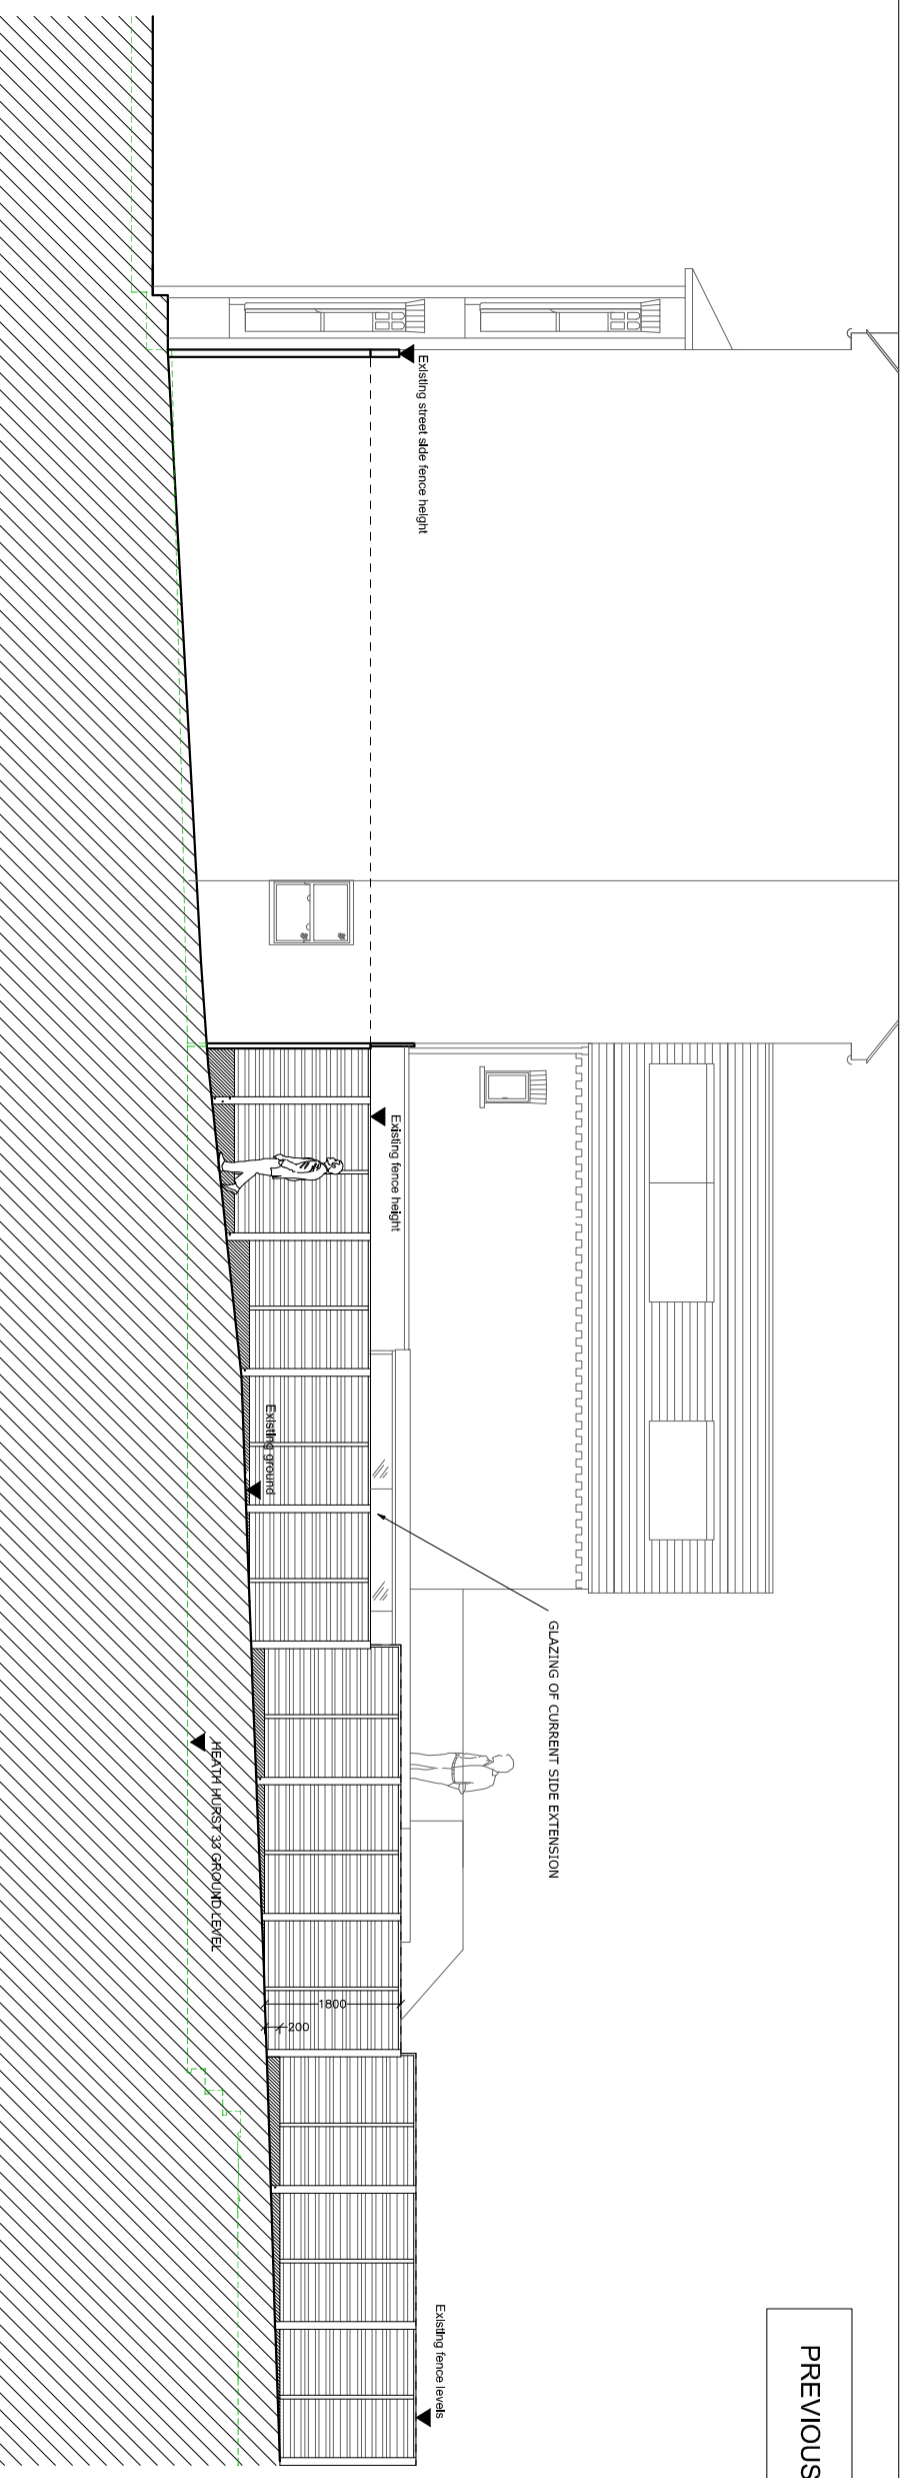 PREVIOUS
Existing street side fence height
Existing fence height
GLAZING OF CURRENT SIDE EXTENSION
Existing ground
HEATH HURST 33 GROUND LEVEL
1800
200
Existing fence levels